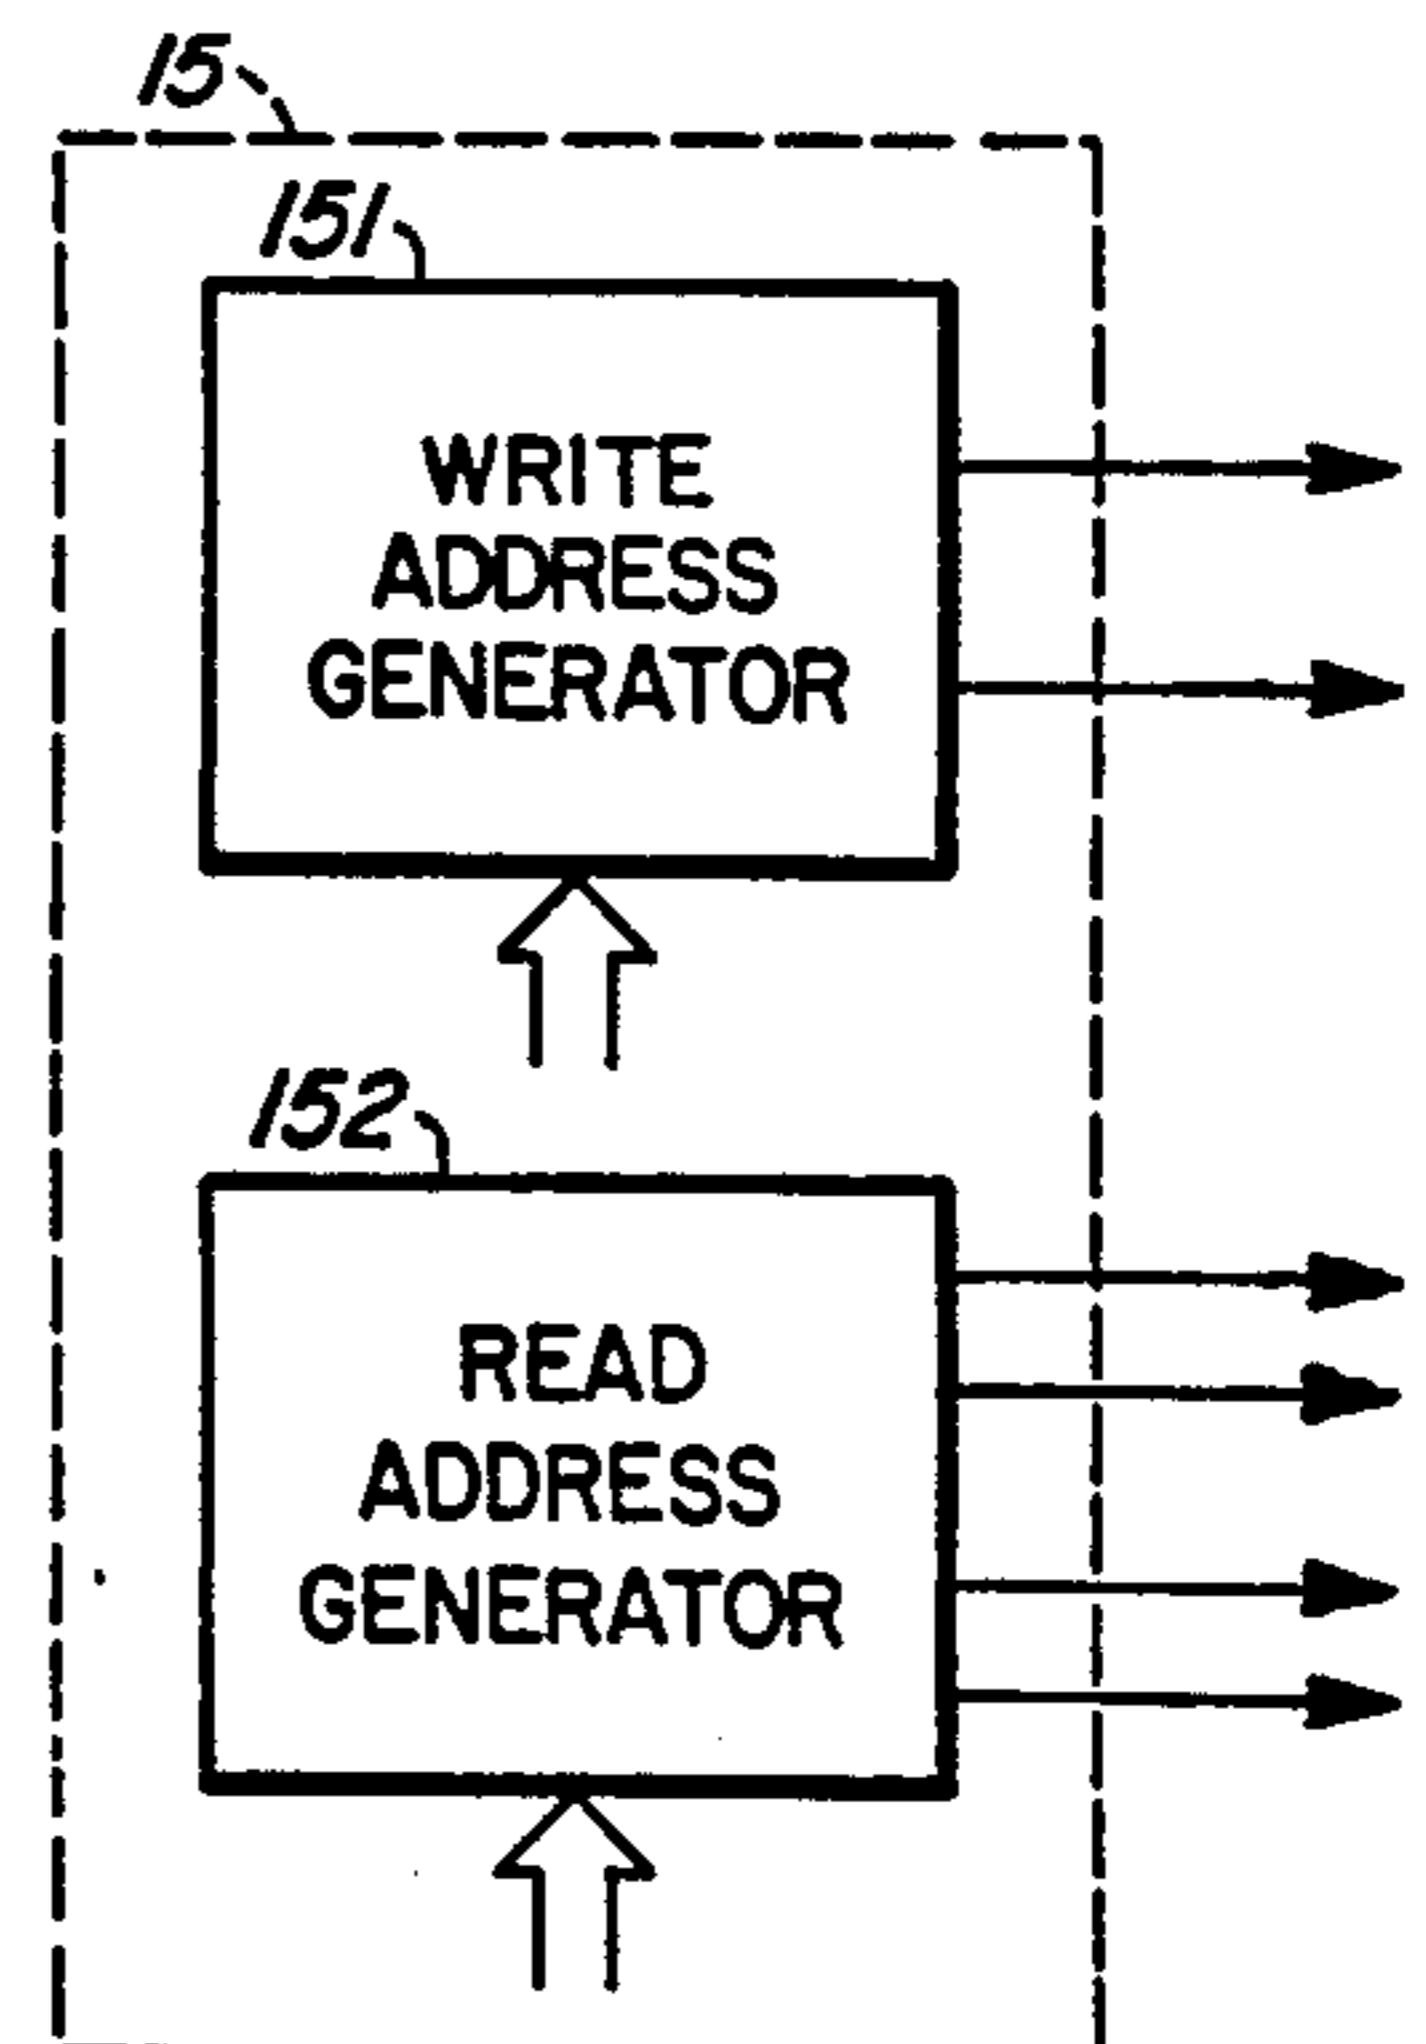 15
151
WRITE
ADDRESS
GENERATOR
152
READ
ADDRESS
GENERATOR